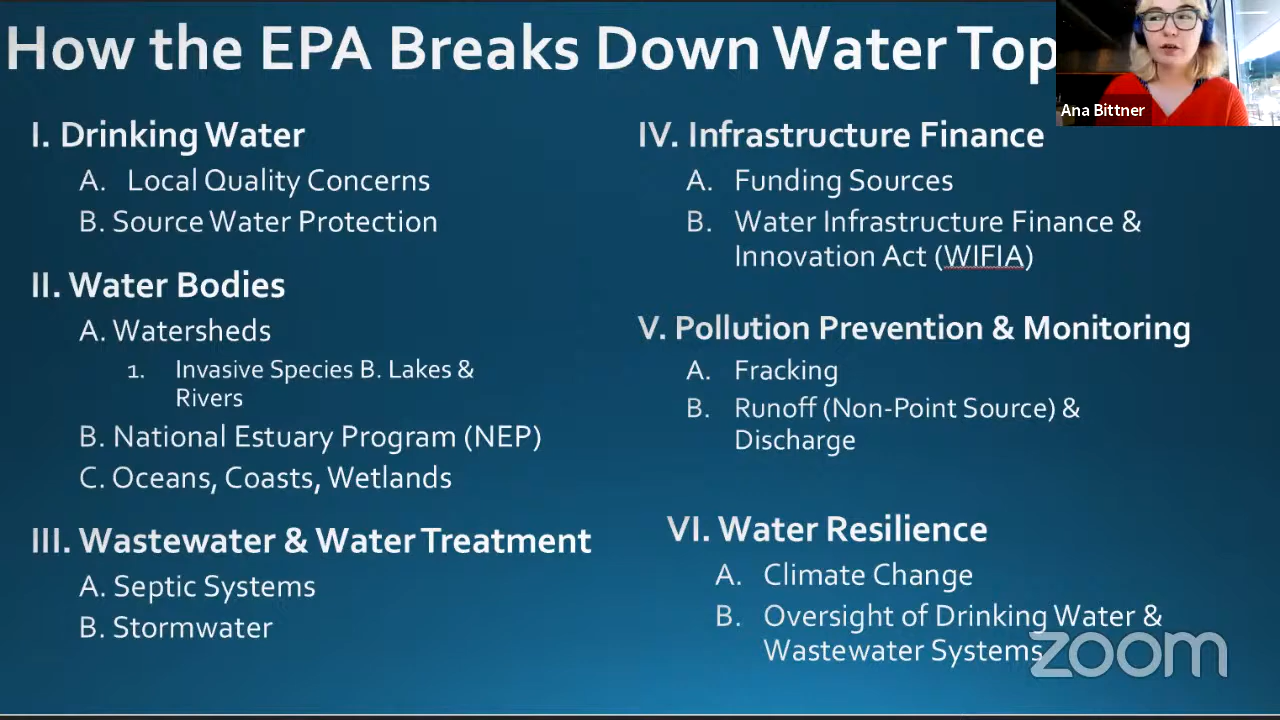 How the EPA Breaks Down Water Top
Ana Bittner
I. Drinking Water
A. Local Quality Concerns
B. Source Water Protection
II. Water Bodies
A. Watersheds
1. Invasive Species B. Lakes &
Rivers
B. National Estuary Program (NEP)
C. Oceans, Coasts, Wetlands
III. Wastewater & Water Treatment
A. Septic Systems
B. Stormwater
IV. Infrastructure Finance
A. Funding Sources
B. Water Infrastructure Finance &
Innovation Act (WIFIA)
V. Pollution Prevention & Monitoring
A. Fracking
B. Runoff (Non-Point Source) &
Discharge
VI. Water Resilience
A. Climate Change
B. Oversight of Drinking Water &
Wastewater Systems
zoom